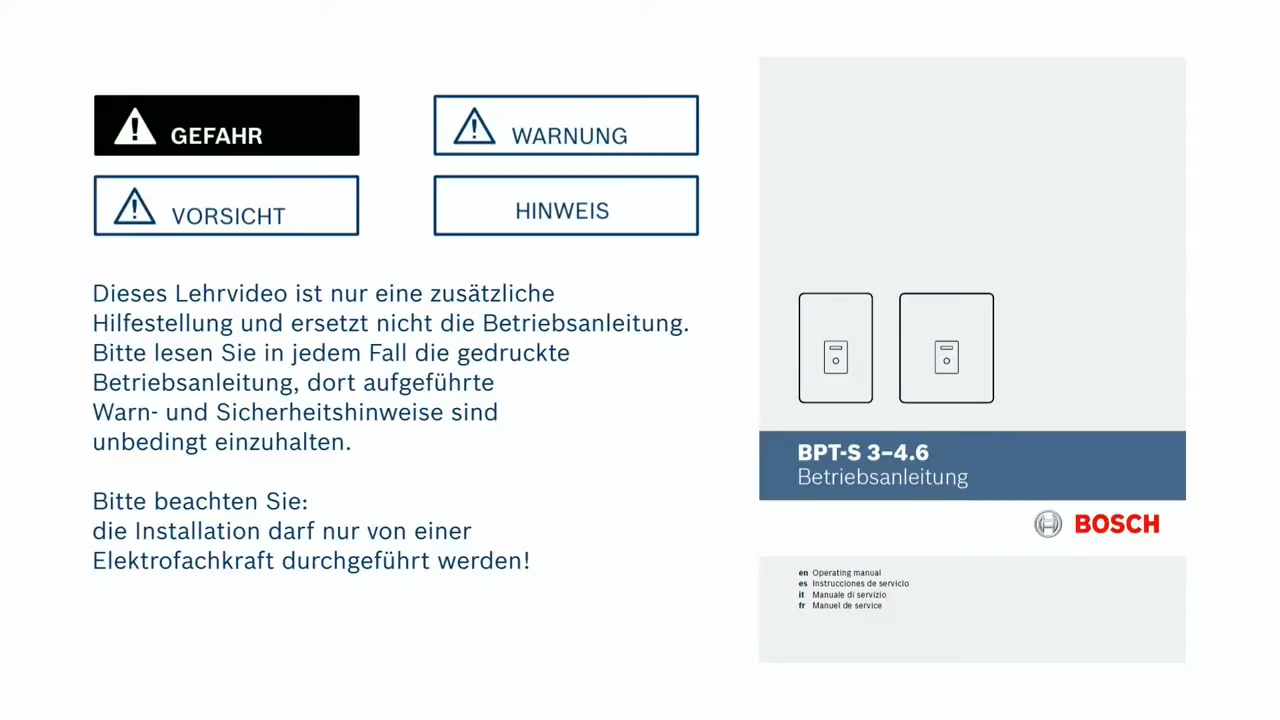 GEFAHR
WARNUNG
VORSICHT
HINWEIS
Dieses Lehrvideo ist nur eine zusätzliche
Hilfestellung und ersetzt nicht die Betriebsanleitung.
Bitte lesen Sie in jedem Fall die gedruckte
Betriebsanleitung, dort aufgeführte
Warn- und Sicherheitshinweise sind
unbedingt einzuhalten.
Bitte beachten Sie:
die Installation darf nur von einer
Elektrofachkraft durchgeführt werden!
BPT-S 3–4.6
Betriebsanleitung
BOSCH
en Operating manual
es Instrucciones de servicio
it Manuale di servizio
fr Manuel de service